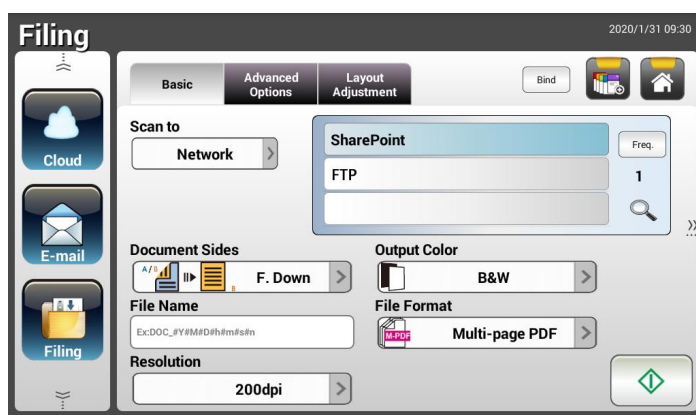 Filing
2020/1/31 09:30
Cloud
E-mail
Filing
Basic
Advanced
Options
Layout
Adjustment
Bind
Scan to
Network
SharePoint
FTP
Freq.
1
Document Sides
A/B
B
F. Down
Output Color
B&W
File Name
Ex:DOC_#Y#M#D#h#m#s#n
File Format
M-PDF
Multi-page PDF
Resolution
200dpi